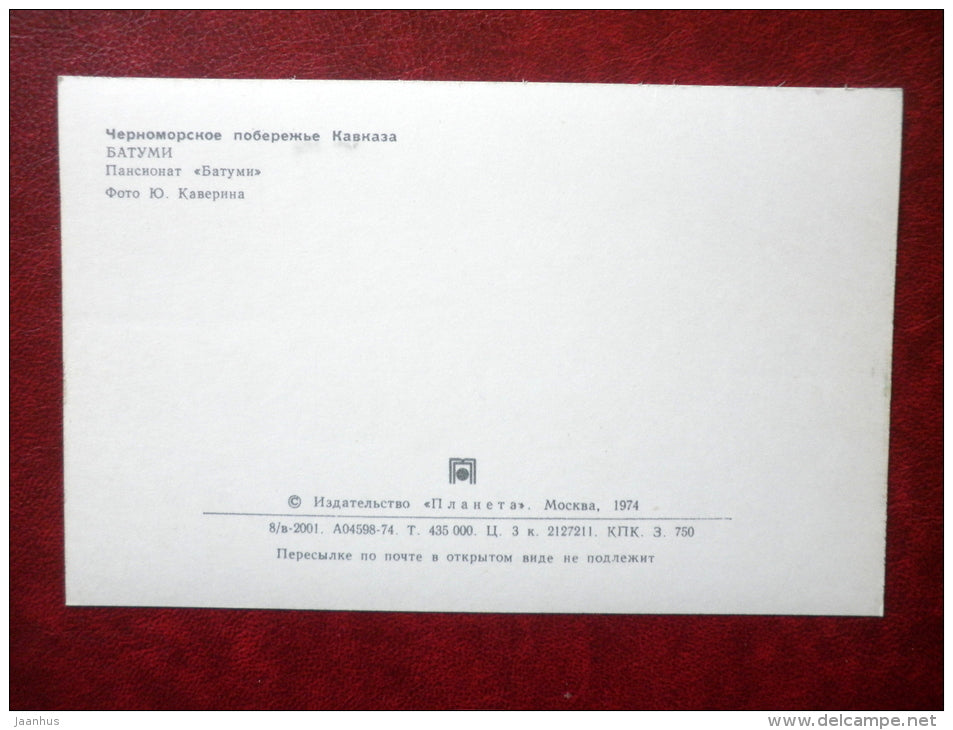 Черноморское побережье Кавказа
БАТУМИ
Пансионат «Батуми»
Фото Ю. Каверина
© Издательство «Планета». Москва, 1974
8/в-2001. А04598-74. Т. 435 000. Ц. 3 к. 2127211. КПК. З. 750
Пересылке по почте в открытом виде не подлежит
jaanhus
www.delcampe.net